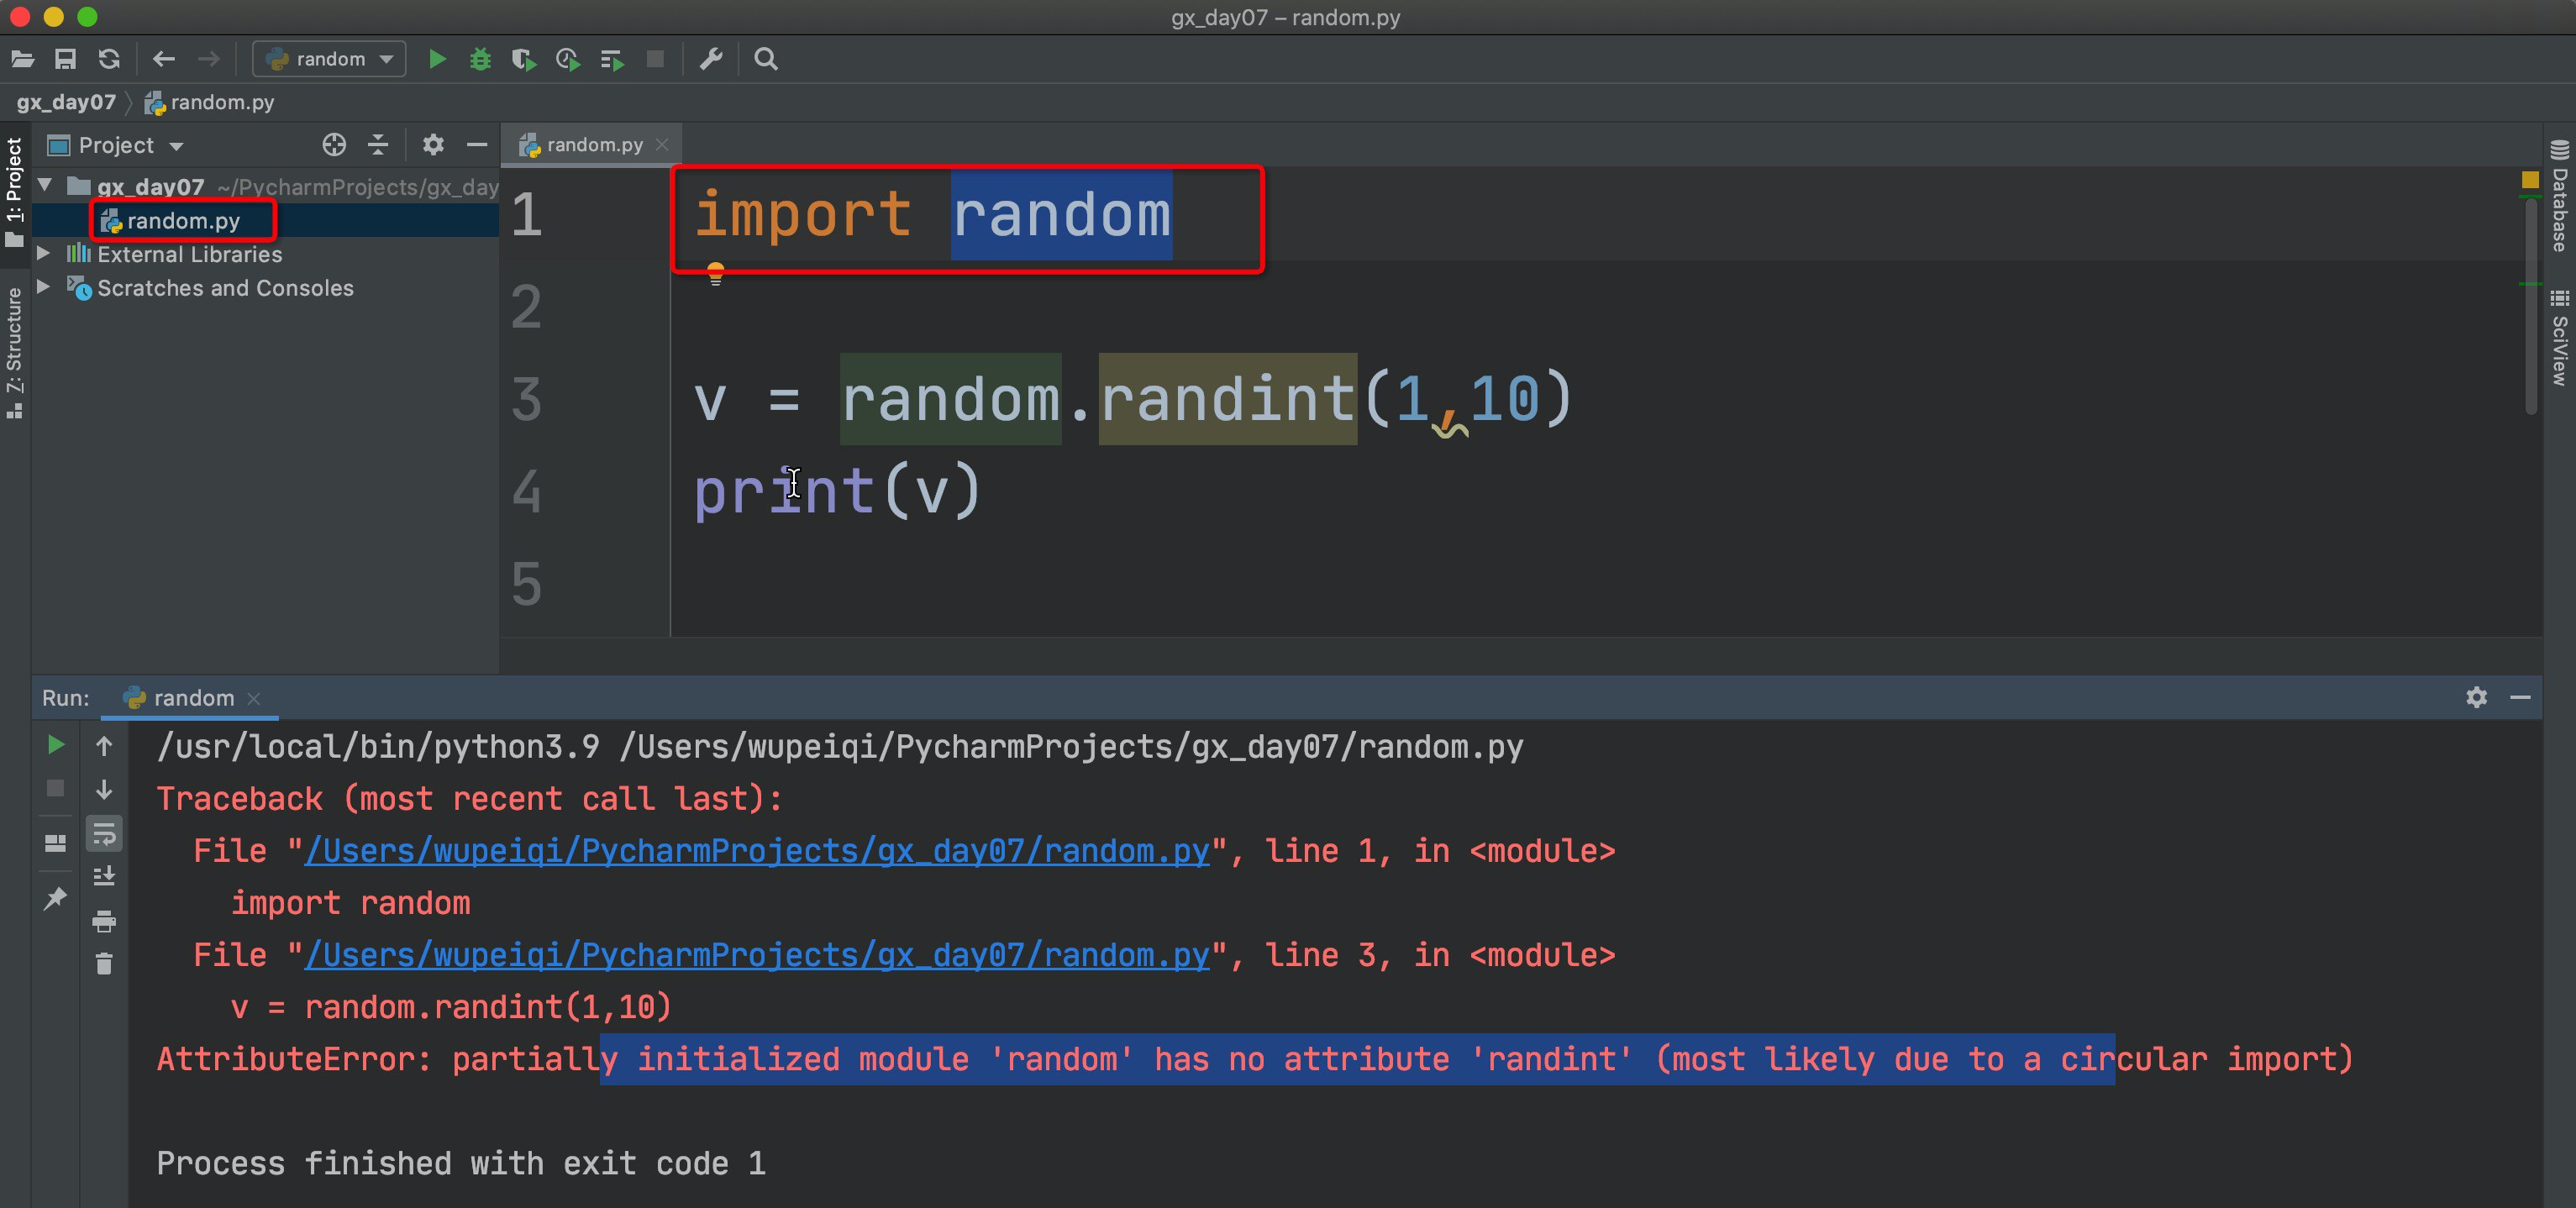 gx_day07 – random.py
random
gx_day07 random.py
Project
random.py
1: Project
gx_day07 ~/PycharmProjects/gx_day
random.py
External Libraries
Scratches and Consoles
Z: Structure
1 import random
2
3 v = random.randint(1,10)
4 print(v)
5
Database
SciView
Run: random
/usr/local/bin/python3.9 /Users/wupeiqi/PycharmProjects/gx_day07/random.py
Traceback (most recent call last):
File "/Users/wupeiqi/PycharmProjects/gx_day07/random.py", line 1, in <module>
import random
File "/Users/wupeiqi/PycharmProjects/gx_day07/random.py", line 3, in <module>
v = random.randint(1,10)
AttributeError: partially initialized module 'random' has no attribute 'randint' (most likely due to a circular import)
Process finished with exit code 1